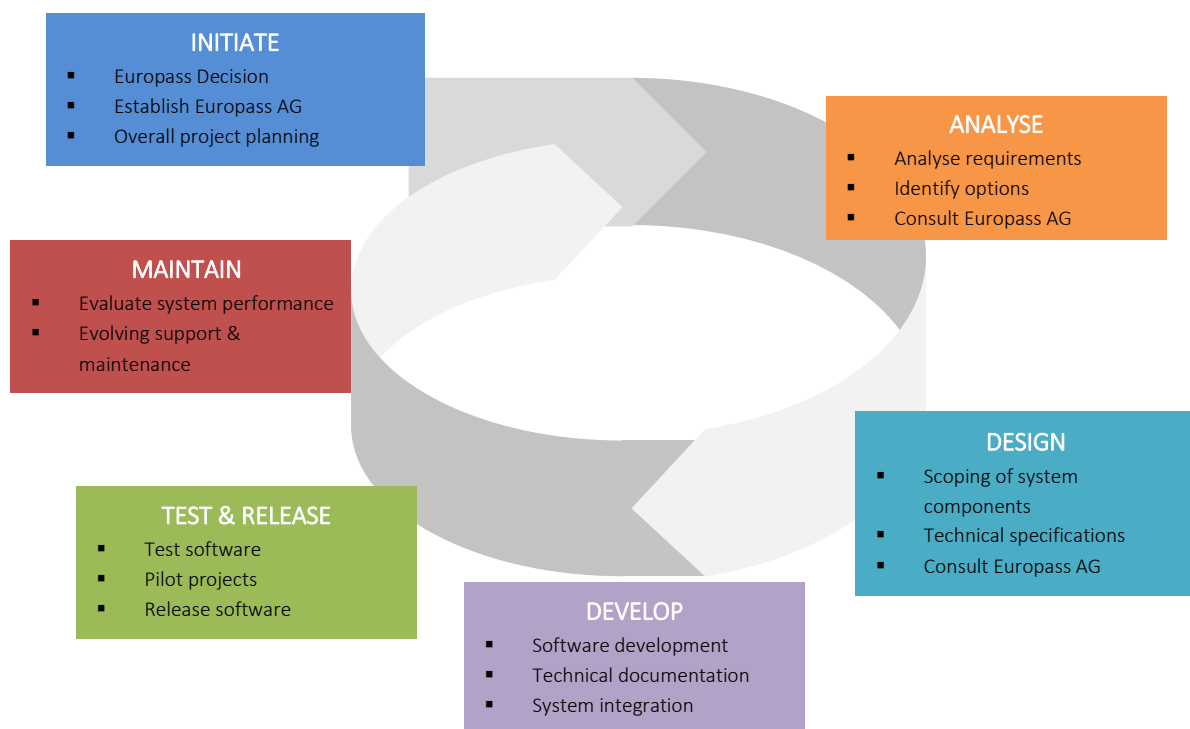 INITIATE
▪ Europass Decision
▪ Establish Europass AG
▪ Overall project planning
ANALYSE
▪ Analyse requirements
▪ Identify options
▪ Consult Europass AG
DESIGN
▪ Scoping of system
components
▪ Technical specifications
▪ Consult Europass AG
DEVELOP
▪ Software development
▪ Technical documentation
▪ System integration
TEST & RELEASE
▪ Test software
▪ Pilot projects
▪ Release software
MAINTAIN
▪ Evaluate system performance
▪ Evolving support &
maintenance